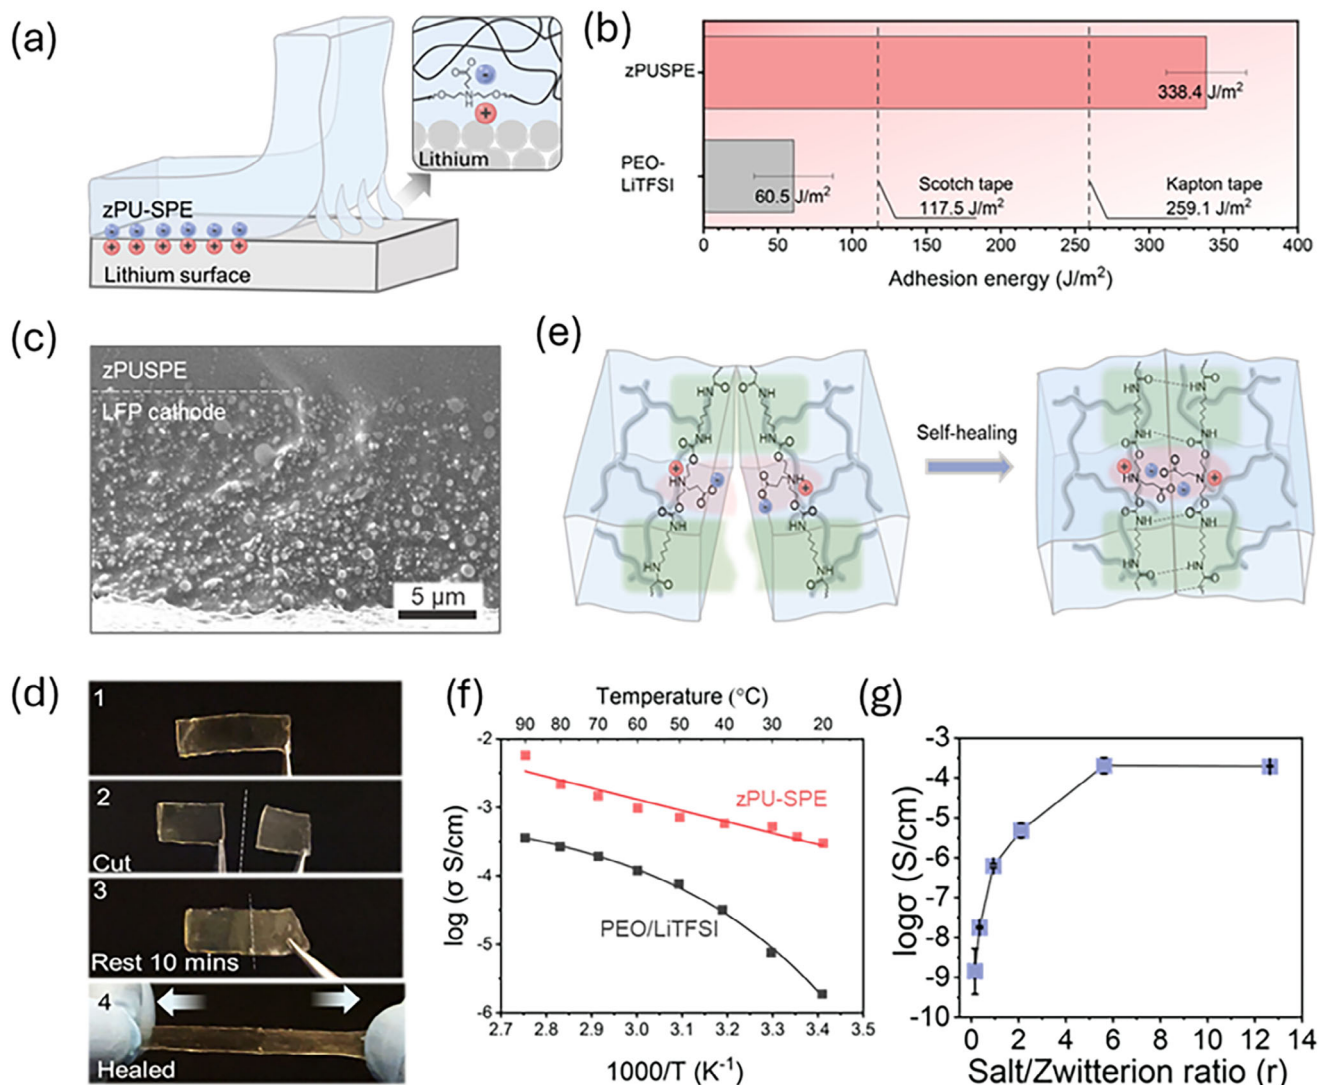 (a)
zPU-SPE
Lithium surface
Lithium
(b)
zPUSPE
338.4 J/m²
PEO-
LiTFSI
60.5 J/m²
Scotch tape
117.5 J/m²
Kapton tape
259.1 J/m²
0 50 100 150 200 250 300 350 400
Adhesion energy (J/m²)
(c)
zPUSPE
LFP cathode
5 µm
(e)
Self-healing
(d)
1
2
Cut
3
Rest 10 mins
4
Healed
(f)
Temperature (°C)
90 80 70 60 50 40 30 20
log (σ S/cm)
-2
-3
-4
-5
-6
zPU-SPE
PEO/LiTFSI
2.7 2.8 2.9 3.0 3.1 3.2 3.3 3.4 3.5
1000/T (K⁻¹)
(g)
logσ (S/cm)
-3
-4
-5
-6
-7
-8
-9
-10
0 2 4 6 8 10 12 14
Salt/Zwitterion ratio (r)